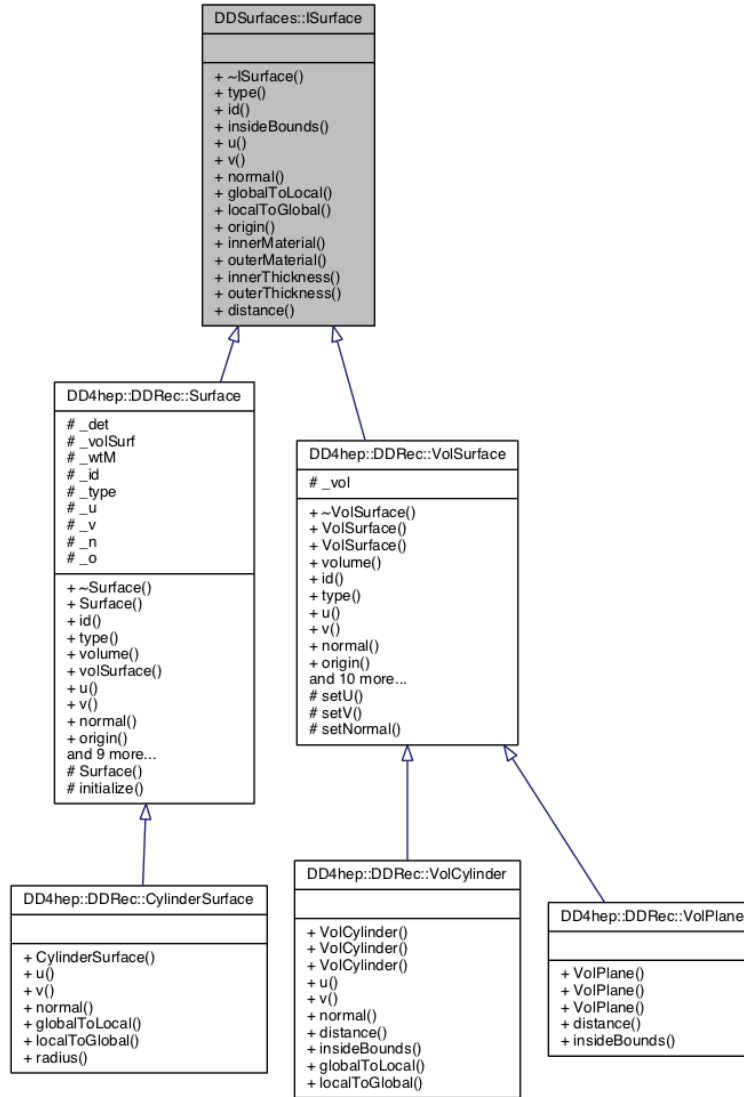 DDSurfaces::ISurface
+ ~ISurface()
+ type()
+ id()
+ insideBounds()
+ u()
+ v()
+ normal()
+ globalToLocal()
+ localToGlobal()
+ origin()
+ innerMaterial()
+ outerMaterial()
+ innerThickness()
+ outerThickness()
+ distance()
DD4hep::DDRec::Surface
# _det
# _volSurf
# _wtM
# _id
# _type
# _u
# _v
# _n
# _o
+ ~Surface()
+ Surface()
+ id()
+ type()
+ volume()
+ volSurface()
+ u()
+ v()
+ normal()
+ origin()
and 9 more...
# Surface()
# initialize()
DD4hep::DDRec::VolSurface
# _vol
+ ~VolSurface()
+ VolSurface()
+ VolSurface()
+ volume()
+ id()
+ type()
+ u()
+ v()
+ normal()
+ origin()
and 10 more...
# setU()
# setV()
# setNormal()
DD4hep::DDRec::CylinderSurface
+ CylinderSurface()
+ u()
+ v()
+ normal()
+ globalToLocal()
+ localToGlobal()
+ radius()
DD4hep::DDRec::VolCylinder
+ VolCylinder()
+ VolCylinder()
+ VolCylinder()
+ u()
+ v()
+ normal()
+ distance()
+ insideBounds()
+ globalToLocal()
+ localToGlobal()
DD4hep::DDRec::VolPlane
+ VolPlane()
+ VolPlane()
+ VolPlane()
+ distance()
+ insideBounds()